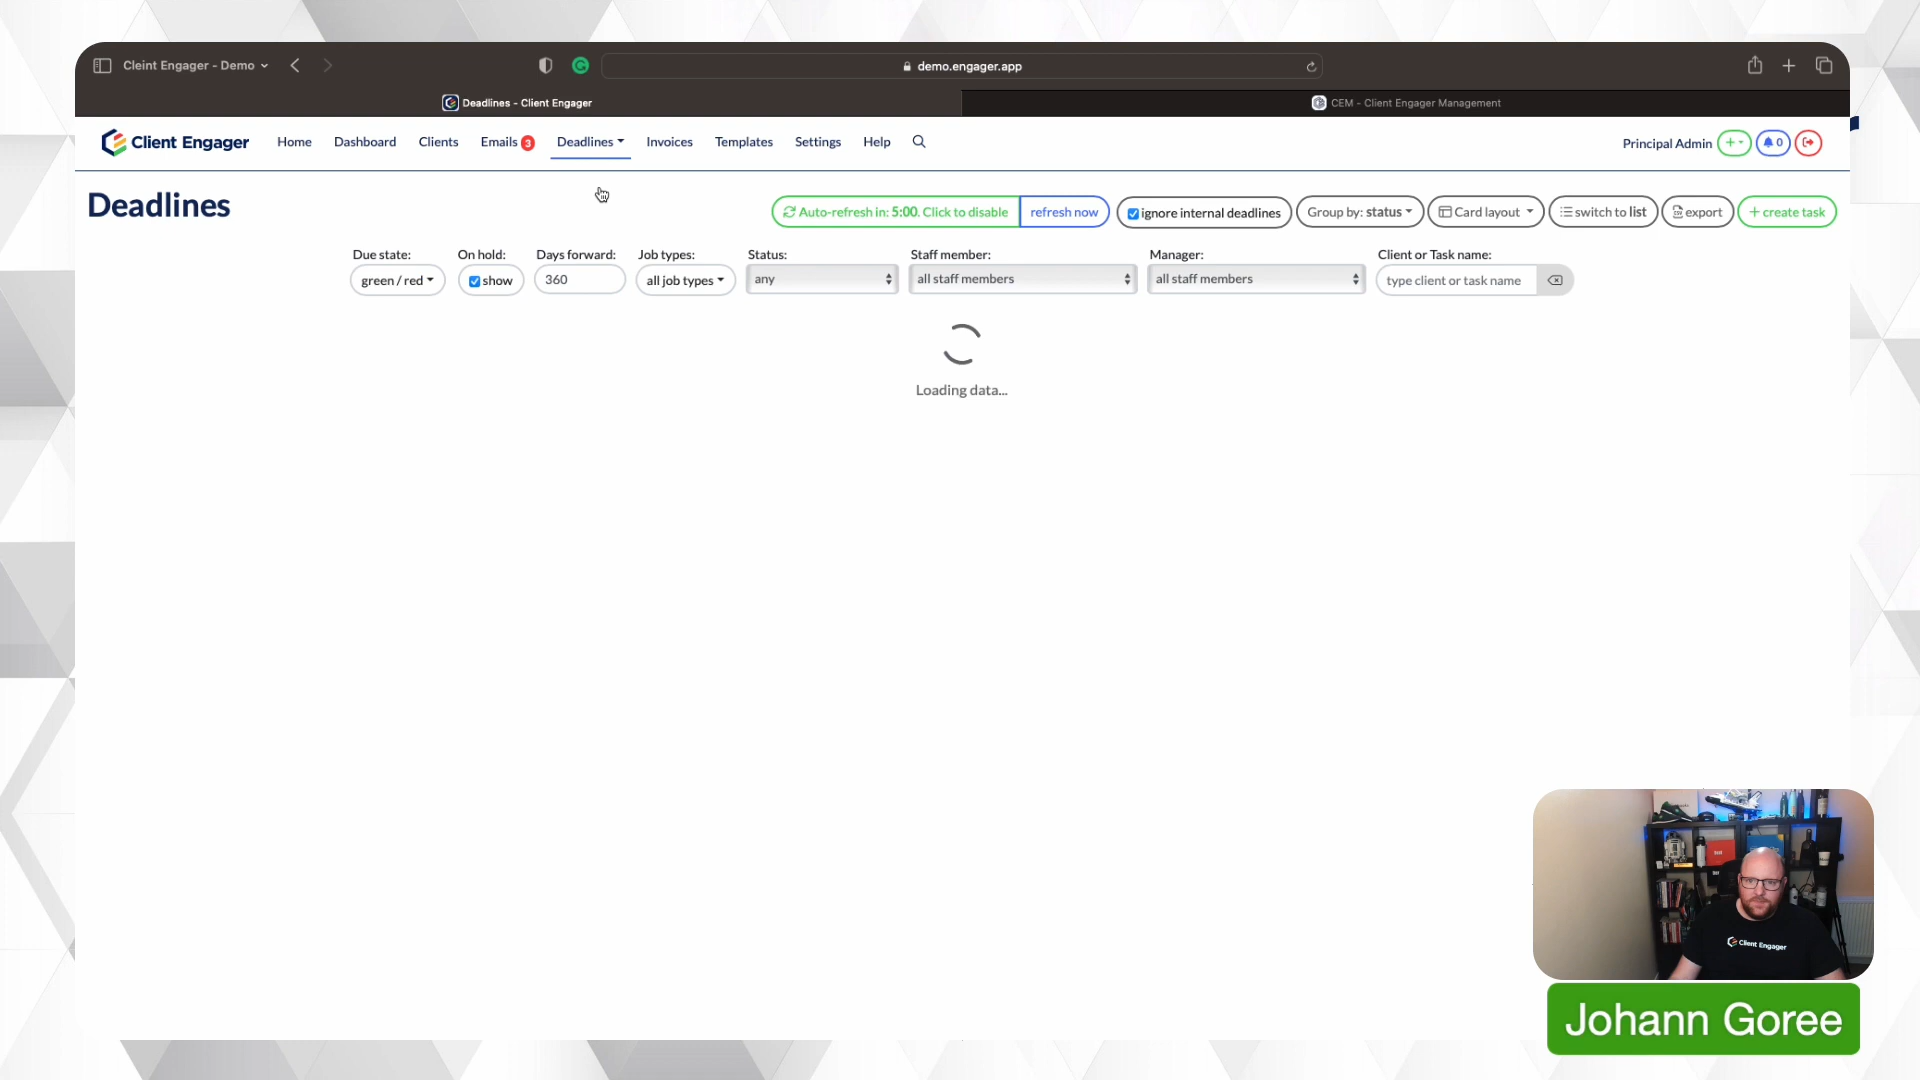 Cleint Engager - Demo
demo.engager.app
Deadlines - Client Engager
CEM - Client Engager Management
Client Engager
Home
Dashboard
Clients
Emails 3
Deadlines
Invoices
Templates
Settings
Help
Principal Admin
0
Deadlines
Auto-refresh in: 5:00. Click to disable
refresh now
ignore internal deadlines
Group by: status
Card layout
switch to list
export
+ create task
Due state:
On hold:
Days forward:
Job types:
Status:
Staff member:
Manager:
Client or Task name:
green / red
show
360
all job types
any
all staff members
all staff members
type client or task name
Loading data...
Client Engager
Johann Goree